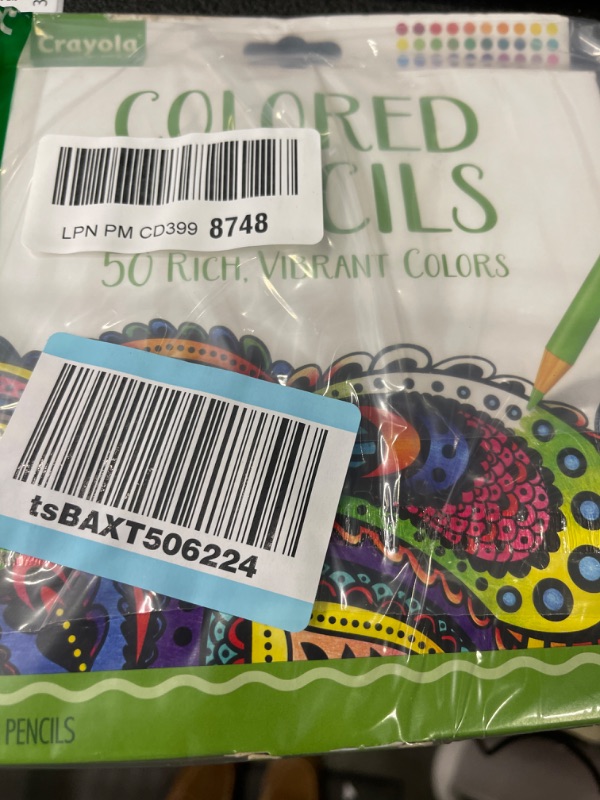 Crayola
COLORED
CILS
LPN PM CD399 8748
50 RICH, VIBRANT COLORS
tsBAXT506224
PENCILS